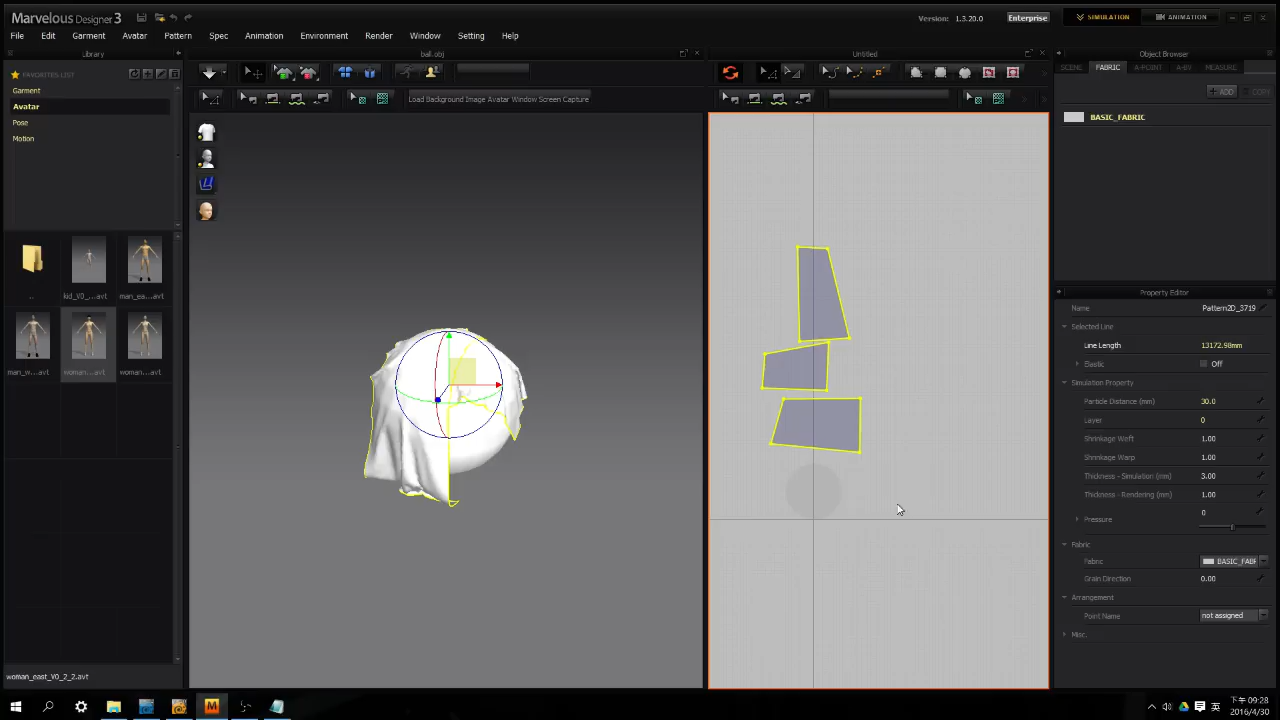 Marvelous Designer 3
Version: 1.3.20.0
Enterprise
SIMULATION
ANIMATION
File Edit Garment Avatar Pattern Spec Animation Environment Render Window Setting Help
Library
ball.obj
Untitled
Object Browser
FAVORITES LIST
SCENE FABRIC A-POINT MEASURE
Garment
Avatar
Pose
Motion
Load Background Image Avatar Window Screen Capture
ADD COPY
BASIC_FABRIC
..
kid_V0_...avt
man_ea...avt
man_w...avt
woman...avt
woman...avt
Property Editor
Name Pattern2D_3719
Selected Line
Line Length 13172.98mm
Elastic Off
Simulation Property
Particle Distance (mm) 30.0
Layer 0
Shrinkage Weft 1.00
Shrinkage Warp 1.00
Thickness - Simulation (mm) 3.00
Thickness - Rendering (mm) 1.00
Pressure 0
Fabric
Fabric BASIC_FABF
Grain Direction 0.00
Arrangement
Point Name not assigned
Misc.
woman_east_V0_2_2.avt
英
下午 09:28
2016/4/30